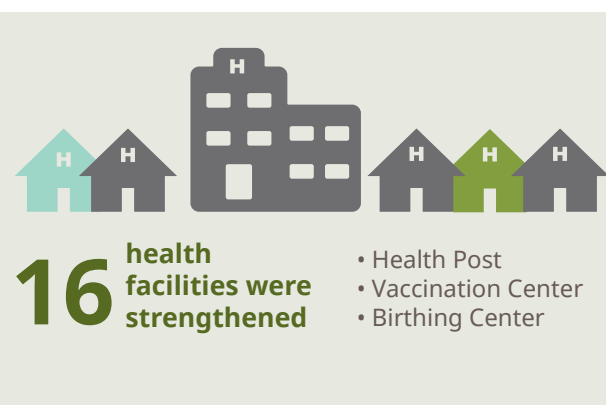 H
H
H
H
H
H
16
health
facilities were
strengthened
• Health Post
• Vaccination Center
• Birthing Center